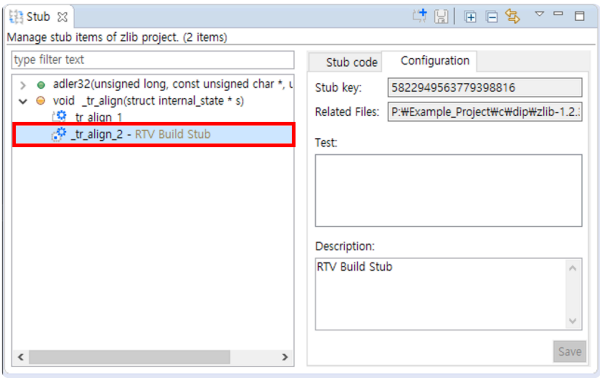 Stub
Manage stub items of zlib project. (2 items)
type filter text
adler32(unsigned long, const unsigned char *, u
void _tr_align(struct internal_state * s)
_tr_align_1
_tr_align_2 - RTV Build Stub
Stub code
Configuration
Stub key:
5822949563779398816
Related Files:
P:₩Example_Project₩c₩dip₩zlib-1.2.
Test:
Description:
RTV Build Stub
Save